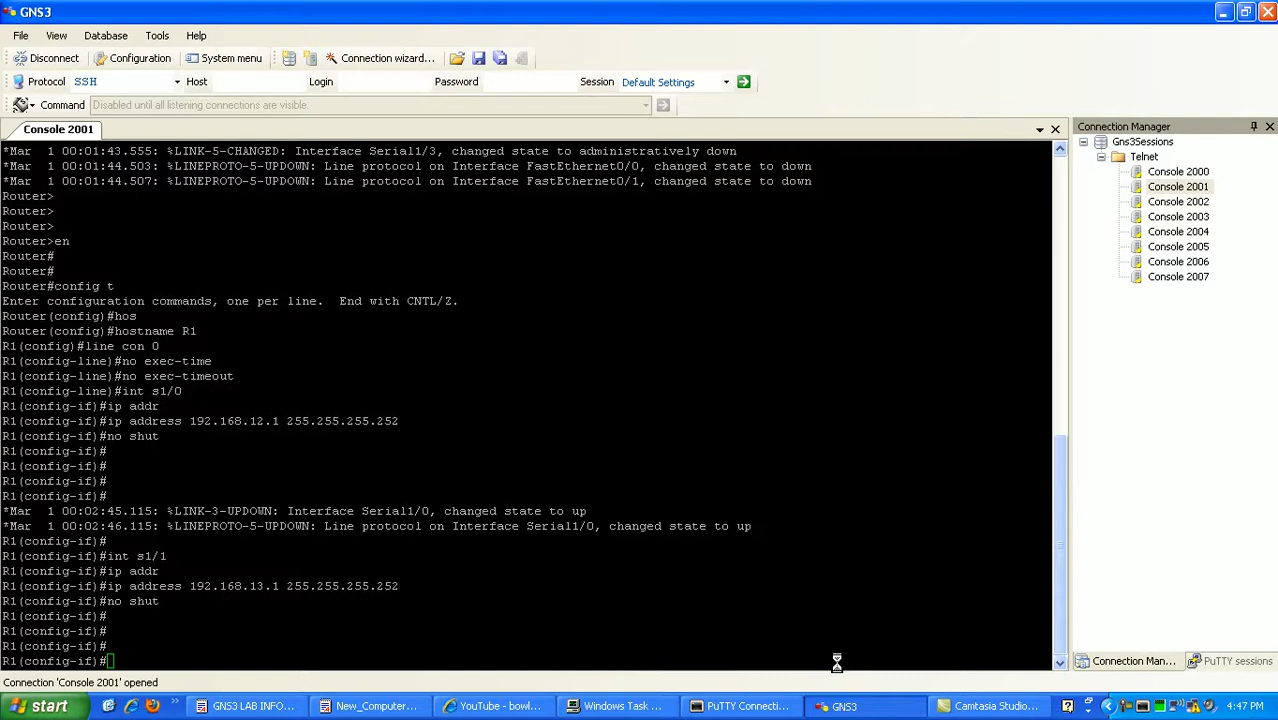 GNS3
File View Database Tools Help
Disconnect Configuration System menu Connection wizard...
Protocol SSH Host Login Password Session Default Settings
Command Disabled until all listening connections are visible.
Console 2001
*Mar  1 00:01:43.555: %LINK-5-CHANGED: Interface Serial1/3, changed state to administratively down
*Mar  1 00:01:44.503: %LINEPROTO-5-UPDOWN: Line protocol on Interface FastEthernet0/0, changed state to down
*Mar  1 00:01:44.507: %LINEPROTO-5-UPDOWN: Line protocol on Interface FastEthernet0/1, changed state to down
Router>
Router>
Router>
Router>en
Router#
Router#
Router#config t
Enter configuration commands, one per line.  End with CNTL/Z.
Router(config)#hos
Router(config)#hostname R1
R1(config)#line con 0
R1(config-line)#no exec-time
R1(config-line)#no exec-timeout
R1(config-line)#int s1/0
R1(config-if)#ip addr
R1(config-if)#ip address 192.168.12.1 255.255.255.252
R1(config-if)#no shut
R1(config-if)#
R1(config-if)#
R1(config-if)#
R1(config-if)#
*Mar  1 00:02:45.115: %LINK-3-UPDOWN: Interface Serial1/0, changed state to up
*Mar  1 00:02:46.115: %LINEPROTO-5-UPDOWN: Line protocol on Interface Serial1/0, changed state to up
R1(config-if)#
R1(config-if)#int s1/1
R1(config-if)#ip addr
R1(config-if)#ip address 192.168.13.1 255.255.255.252
R1(config-if)#no shut
R1(config-if)#
R1(config-if)#
R1(config-if)#
R1(config-if)#
Connection Manager
Gns3Sessions
Telnet
Console 2000
Console 2001
Console 2002
Console 2003
Console 2004
Console 2005
Console 2006
Console 2007
Connection Man... PuTTY sessions
Connection 'Console 2001' opened
start GNS3 LAB INFO... New_Computer... YouTube - bowl... Windows Task ... PuTTY Connecti... GNS3 Camtasia Studio... 4:47 PM